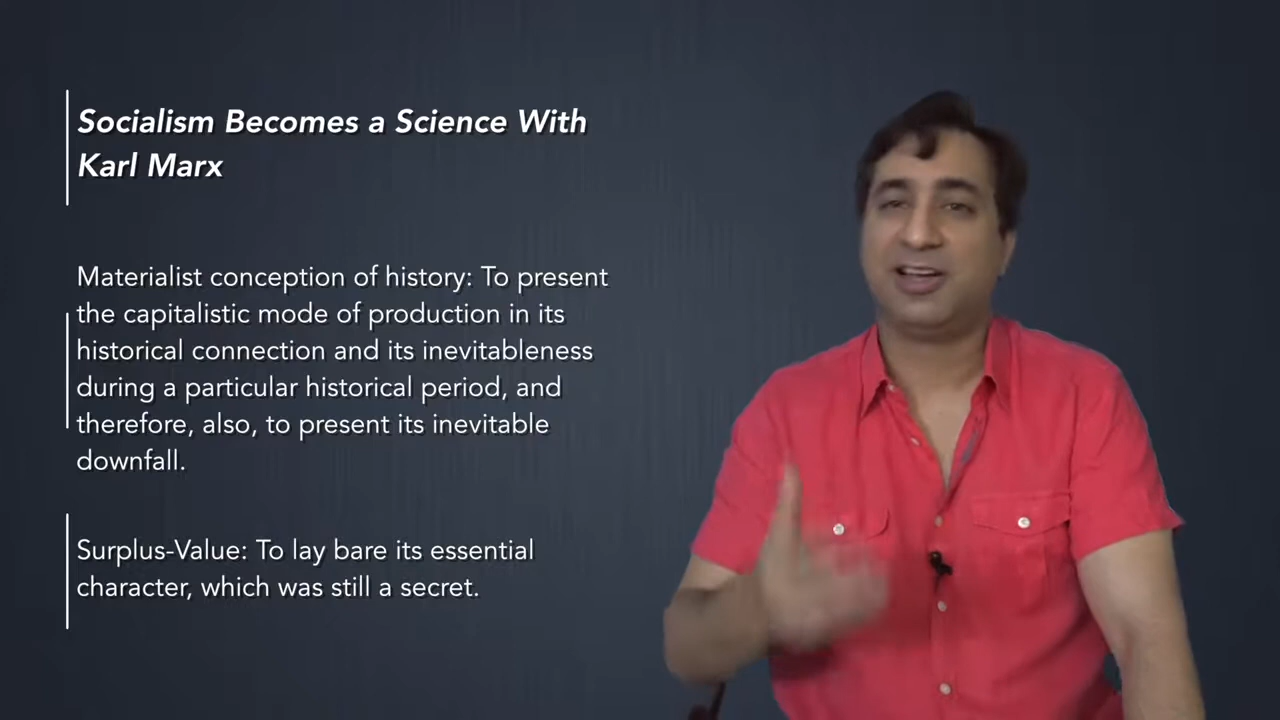 Socialism Becomes a Science With
Karl Marx
Materialist conception of history: To present
the capitalistic mode of production in its
historical connection and its inevitableness
during a particular historical period, and
therefore, also, to present its inevitable
downfall.
Surplus-Value: To lay bare its essential
character, which was still a secret.